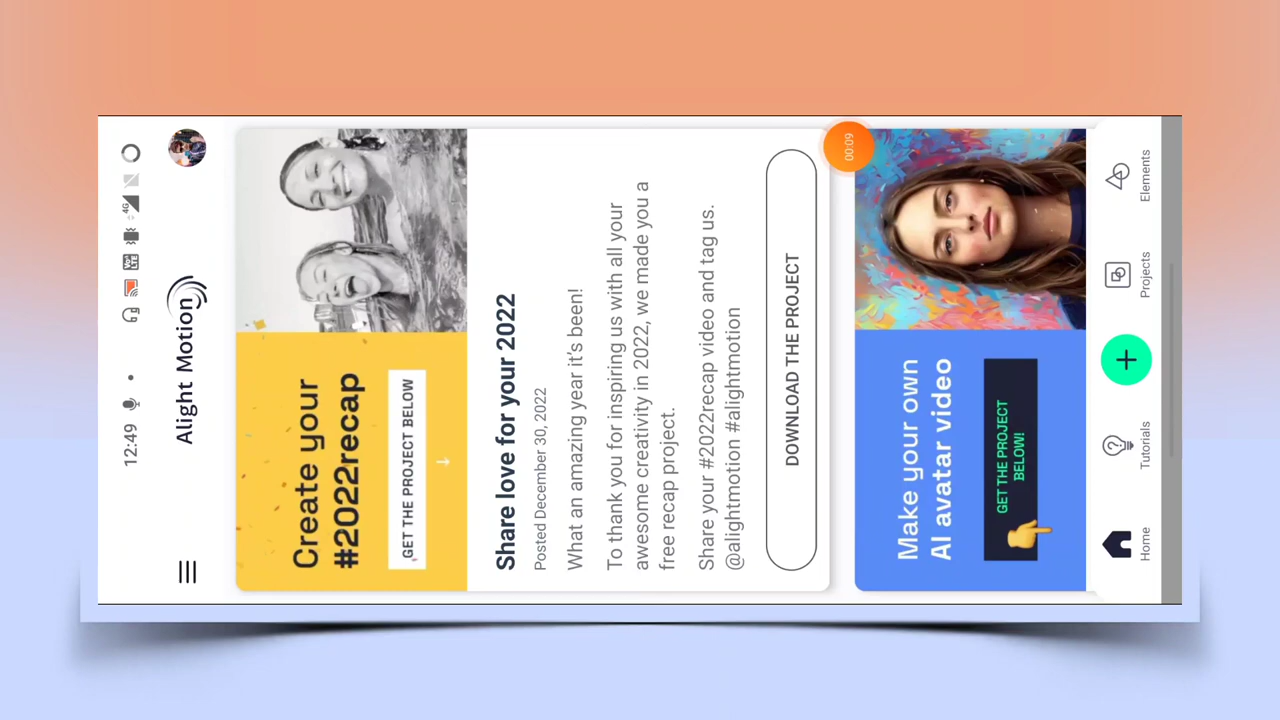 12:49
4G
Vo
LTE
Alight Motion
Create your
#2022recap
GET THE PROJECT BELOW
Share love for your 2022
Posted December 30, 2022
What an amazing year it's been!
To thank you for inspiring us with all your
awesome creativity in 2022, we made you a
free recap project.
Share your #2022recap video and tag us.
@alightmotion #alightmotion
DOWNLOAD THE PROJECT
00:09
Make your own
AI avatar video
GET THE PROJECT
BELOW!
Home
Tutorials
Projects
Elements